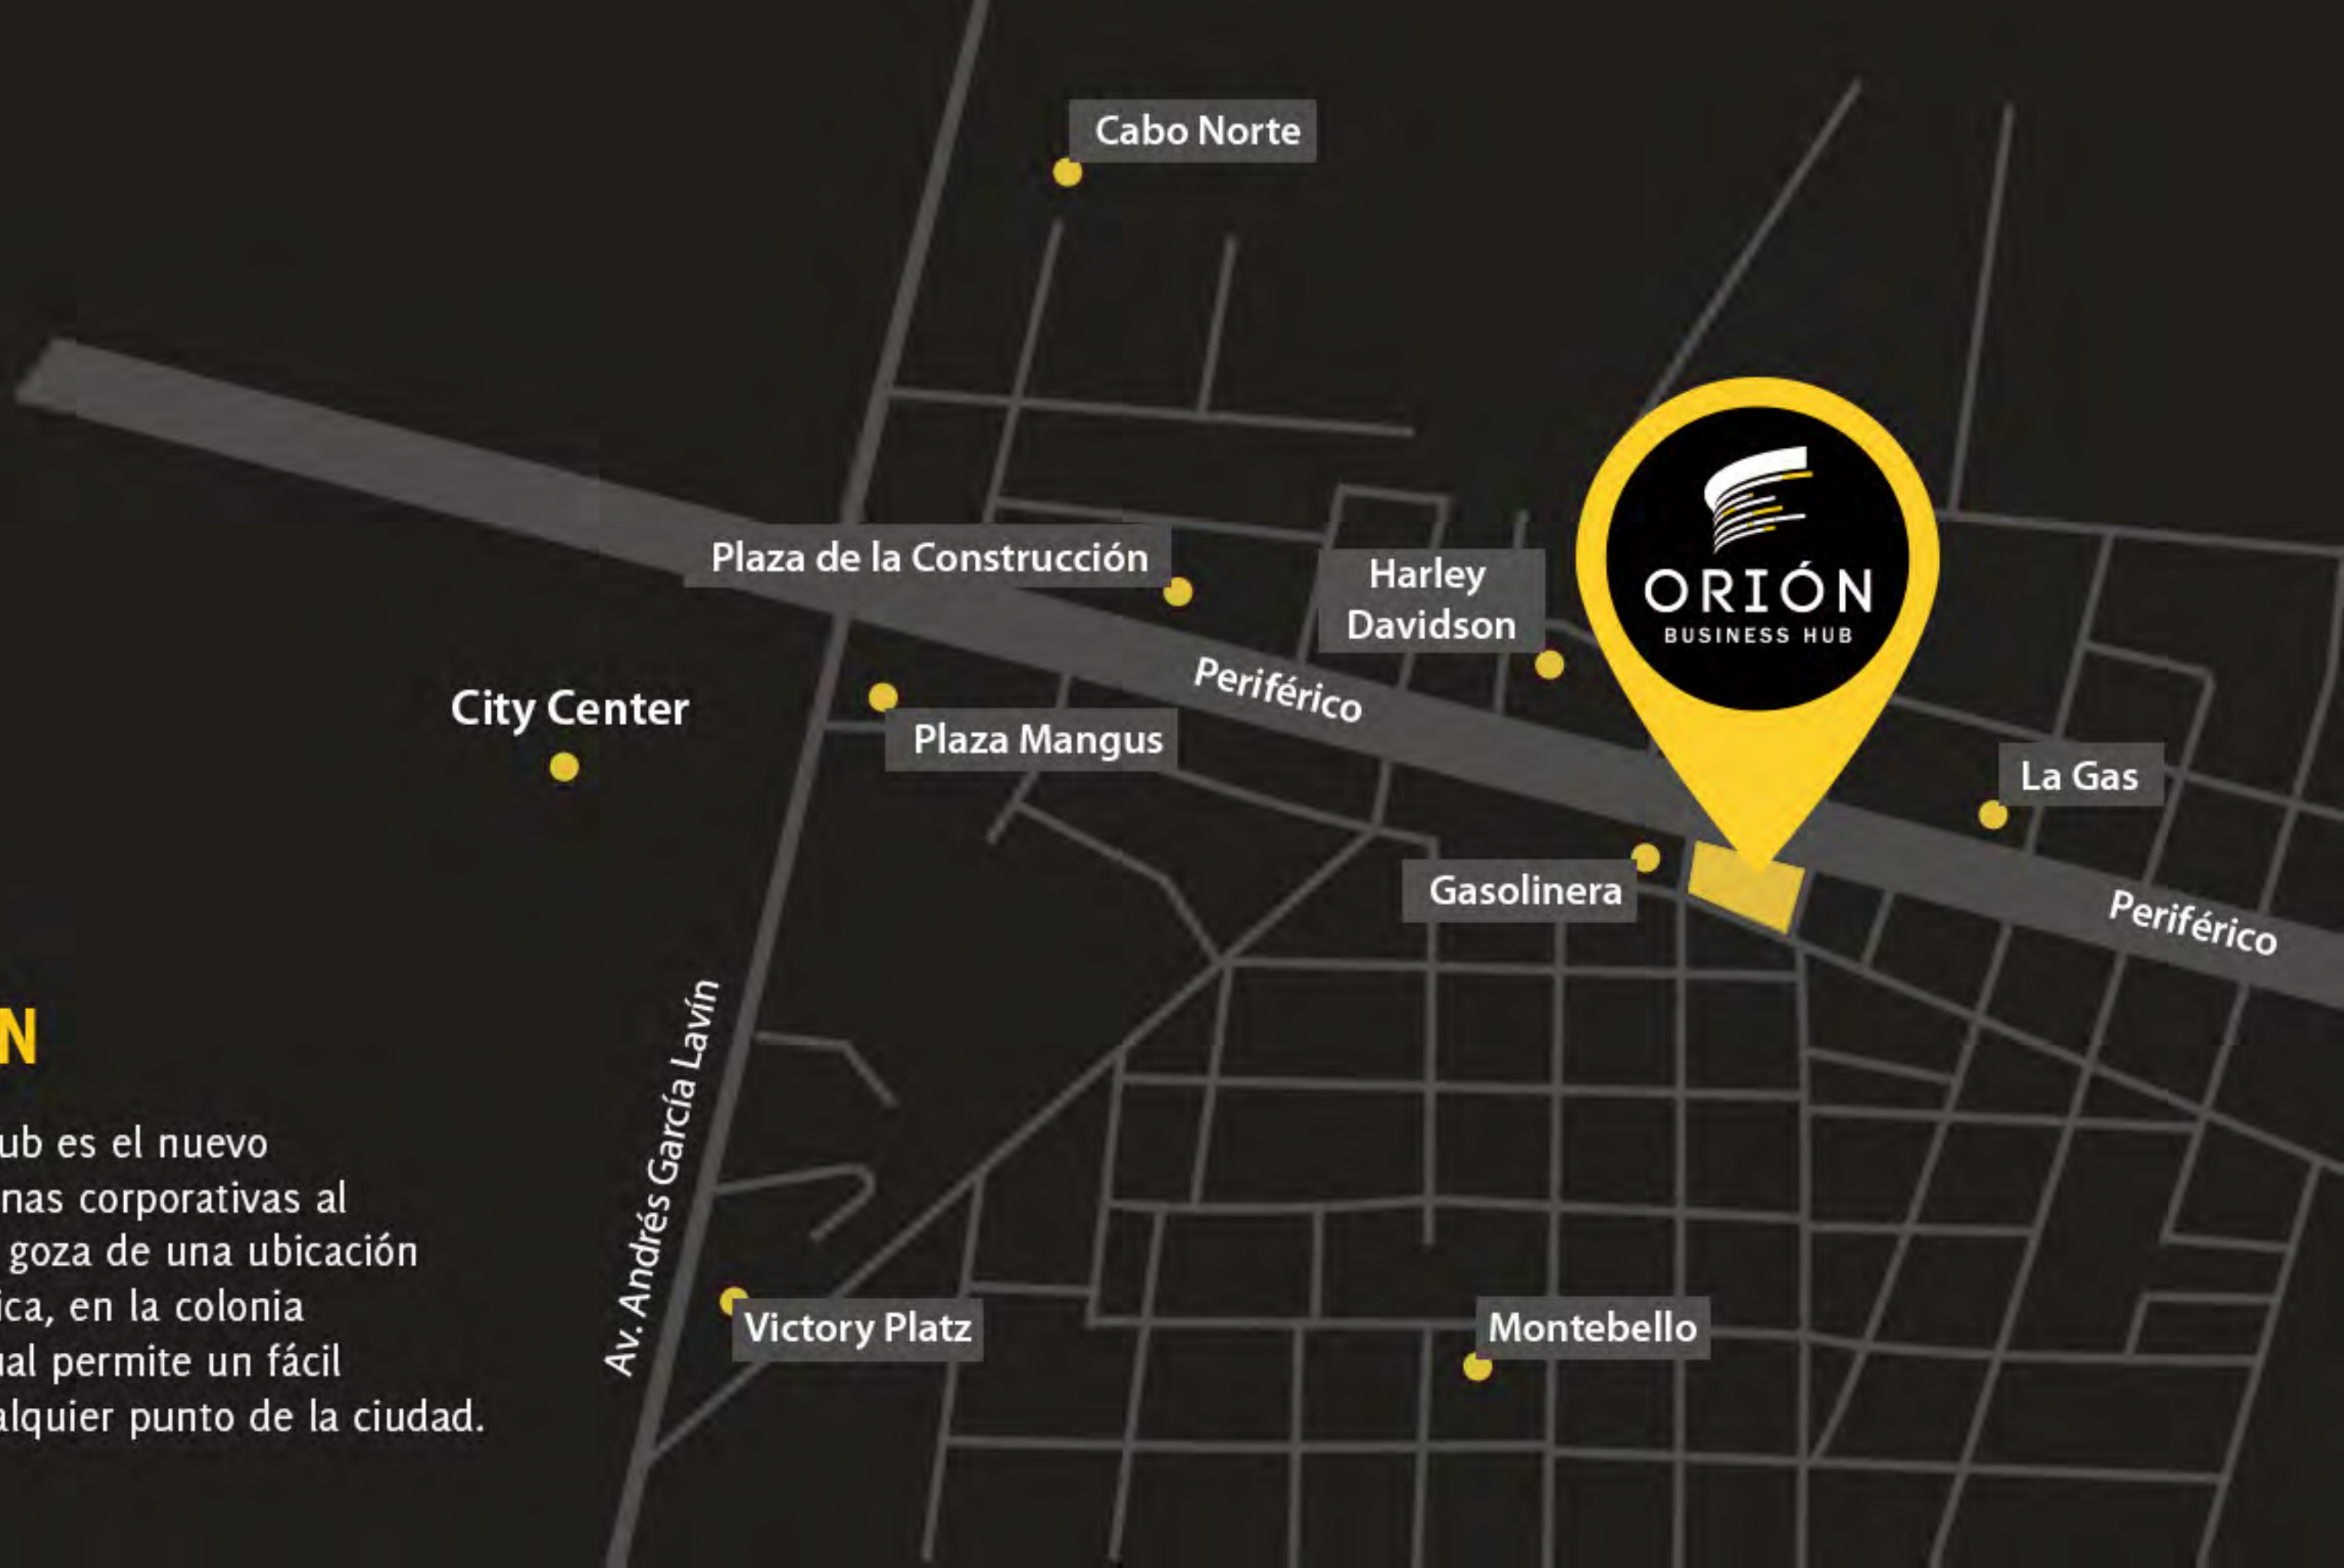 Cabo Norte
ORIÓN
BUSINESS HUB
Plaza de la Construcción
Harley
Davidson
Periférico
City Center
Plaza Mangus
La Gas
Gasolinera
Periférico
Av. Andrés García Lavín
Victory Platz
Montebello
N
ub es el nuevo
nas corporativas al
goza de una ubicación
ica, en la colonia
ual permite un fácil
alquier punto de la ciudad.